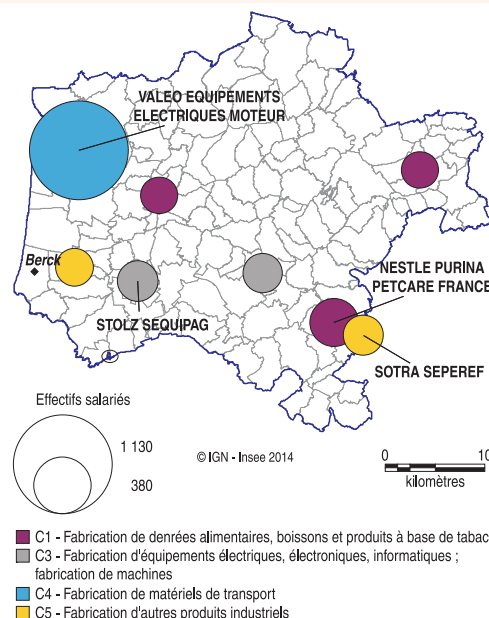 VALEO EQUIPEMENTS
ELECTRIQUES MOTEUR
Berck
NESTLE PURINA
PETCARE FRANCE
STOLZ SEQUIPAG
SOTRA SEPEREF
Effectifs salariés
1 130
380
© IGN - Insee 2014
0
10
kilomètres
C1 - Fabrication de denrées alimentaires, boissons et produits à base de tabac
C3 - Fabrication d'équipements électriques, électroniques, informatiques ;
fabrication de machines
C4 - Fabrication de matériels de transport
C5 - Fabrication d'autres produits industriels